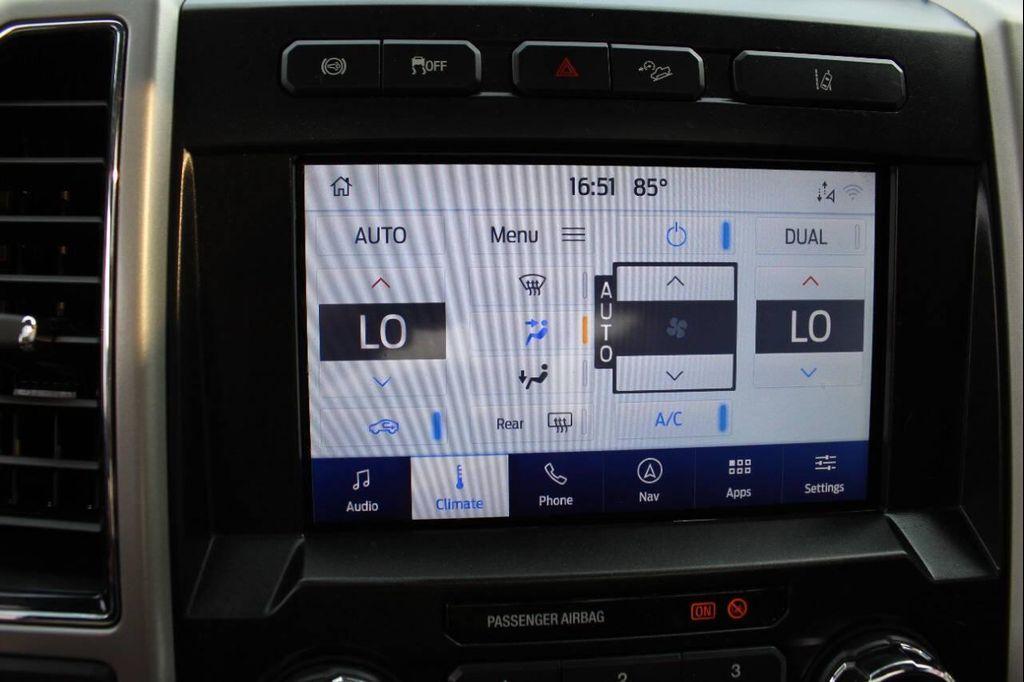 OFF
16:51 85°
AUTO
Menu
DUAL
LO
AUTO
LO
Rear
A/C
Audio
Climate
Phone
Nav
Apps
Settings
PASSENGER AIRBAG
ON
2
3